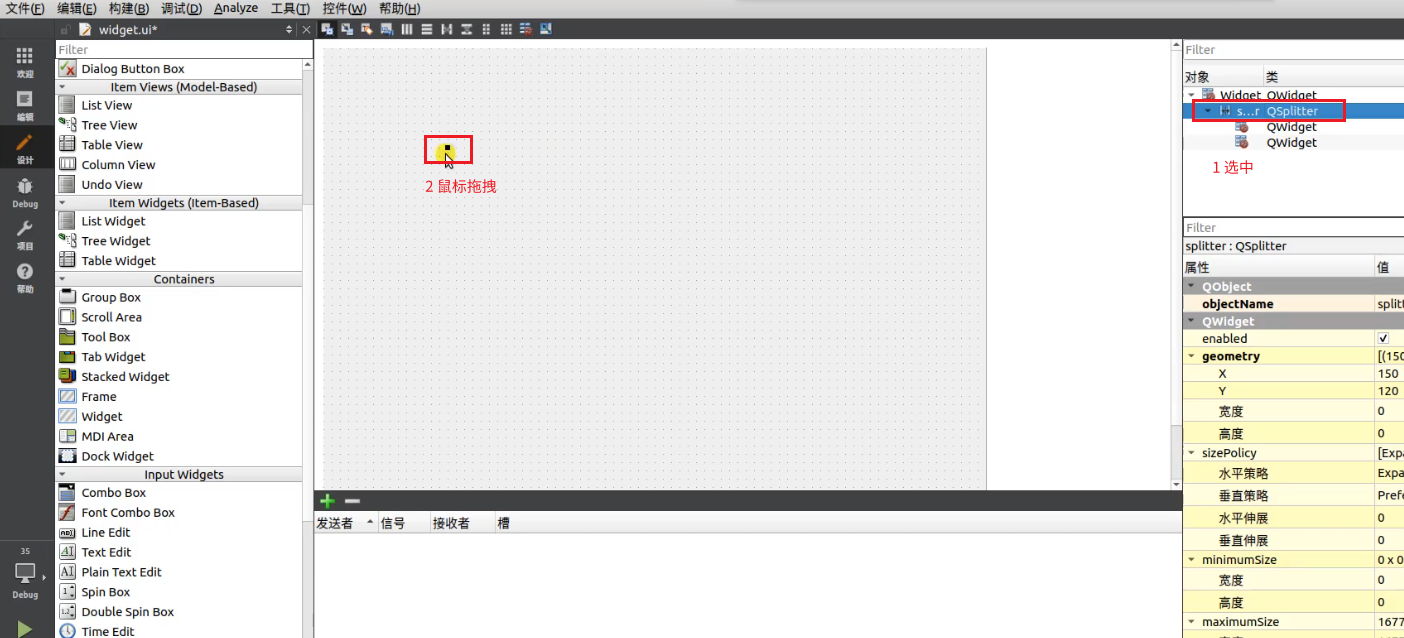 文件(F) 编辑(E) 构建(B) 调试(D) Analyze 工具(T) 控件(W) 帮助(H)
widget.ui*
欢迎
编辑
设计
Debug
项目
帮助
35
Debug
Filter
Dialog Button Box
Item Views (Model-Based)
List View
Tree View
Table View
Column View
Undo View
Item Widgets (Item-Based)
List Widget
Tree Widget
Table Widget
Containers
Group Box
Scroll Area
Tool Box
Tab Widget
Stacked Widget
Frame
Widget
MDI Area
Dock Widget
Input Widgets
Combo Box
Font Combo Box
Line Edit
Text Edit
Plain Text Edit
Spin Box
Double Spin Box
Time Edit
2 鼠标拖拽
发送者 信号 接收者 槽
Filter
对象 类
Widget QWidget
s...r QSplitter
QWidget
QWidget
1 选中
Filter
splitter : QSplitter
属性 值
QObject
objectName split
QWidget
enabled
geometry [(150
X 150
Y 120
宽度 0
高度 0
sizePolicy [Expa
水平策略 Expa
垂直策略 Prefe
水平伸展 0
垂直伸展 0
minimumSize 0 x 0
宽度 0
高度 0
maximumSize 1677